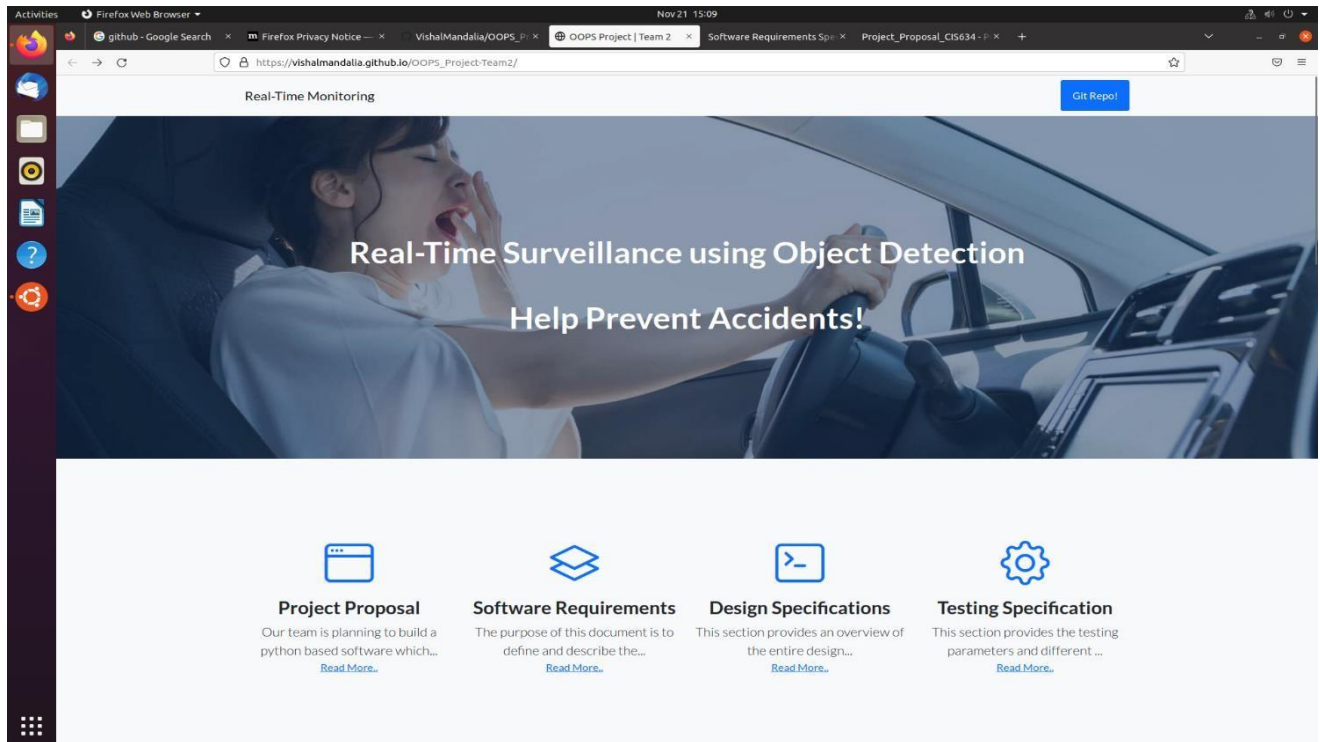 Activities Firefox Web Browser Nov 21 15:09
github - Google Search Firefox Privacy Notice — VishalMandalia/OOPS_Pr OOPS Project | Team 2 Software Requirements Spe Project_Proposal_CIS634 - P
https://vishalmandalia.github.io/OOPS_Project-Team2/
Real-Time Monitoring Git Repo!
Real-Time Surveillance using Object Detection
Help Prevent Accidents!
Project Proposal
Our team is planning to build a
python based software which...
Read More..
Software Requirements
The purpose of this document is to
define and describe the...
Read More..
Design Specifications
This section provides an overview of
the entire design...
Read More..
Testing Specification
This section provides the testing
parameters and different ...
Read More..